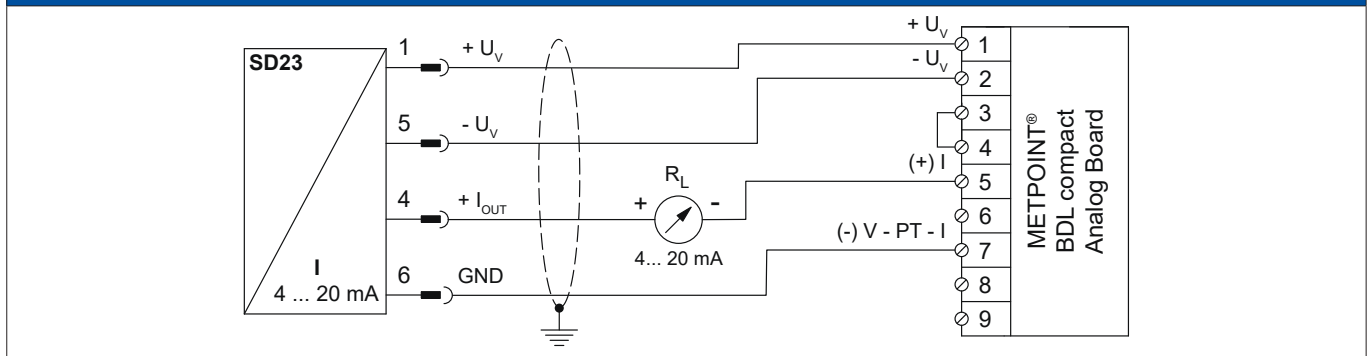 SD23
I
4 ... 20 mA
1
+ U_V
5
- U_V
4
+ I_OUT
6
GND
R_L
+
-
4... 20 mA
+ U_V
- U_V
(+) I
(-) V - PT - I
1
2
3
4
5
6
7
8
9
METPOINT®
BDL compact
Analog Board